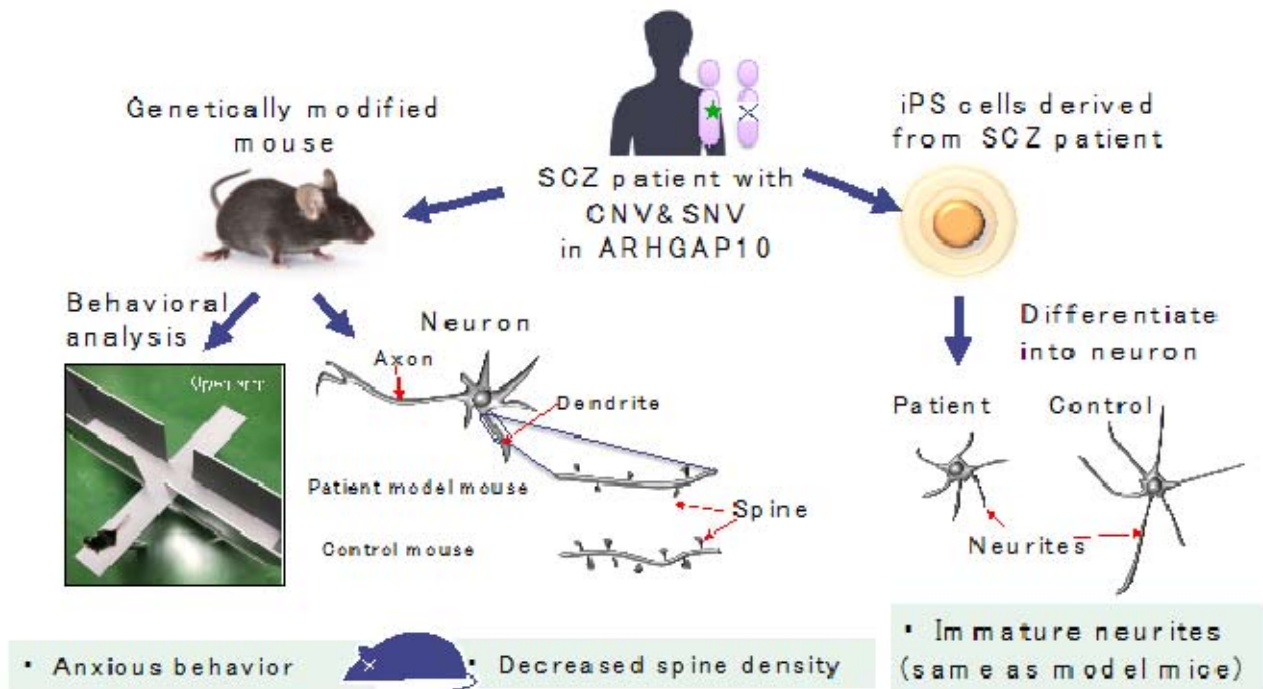 Genetically modified
mouse
SCZ patient with
CNV & SNV
in ARHGAP10
iPS cells derived
from SCZ patient
Behavioral
analysis
Open arm
Neuron
Axon
Dendrite
Patient model mouse
Spine
Control mouse
Differentiate
into neuron
Patient
Control
Neurites
・ Anxious behavior
・ Decreased spine density
・ Immature neurites
(same as model mice)